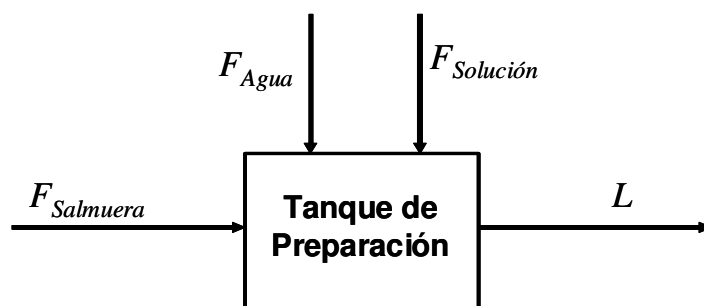 F_Agua
F_Solución
F_Salmuera
L
Tanque de
Preparación